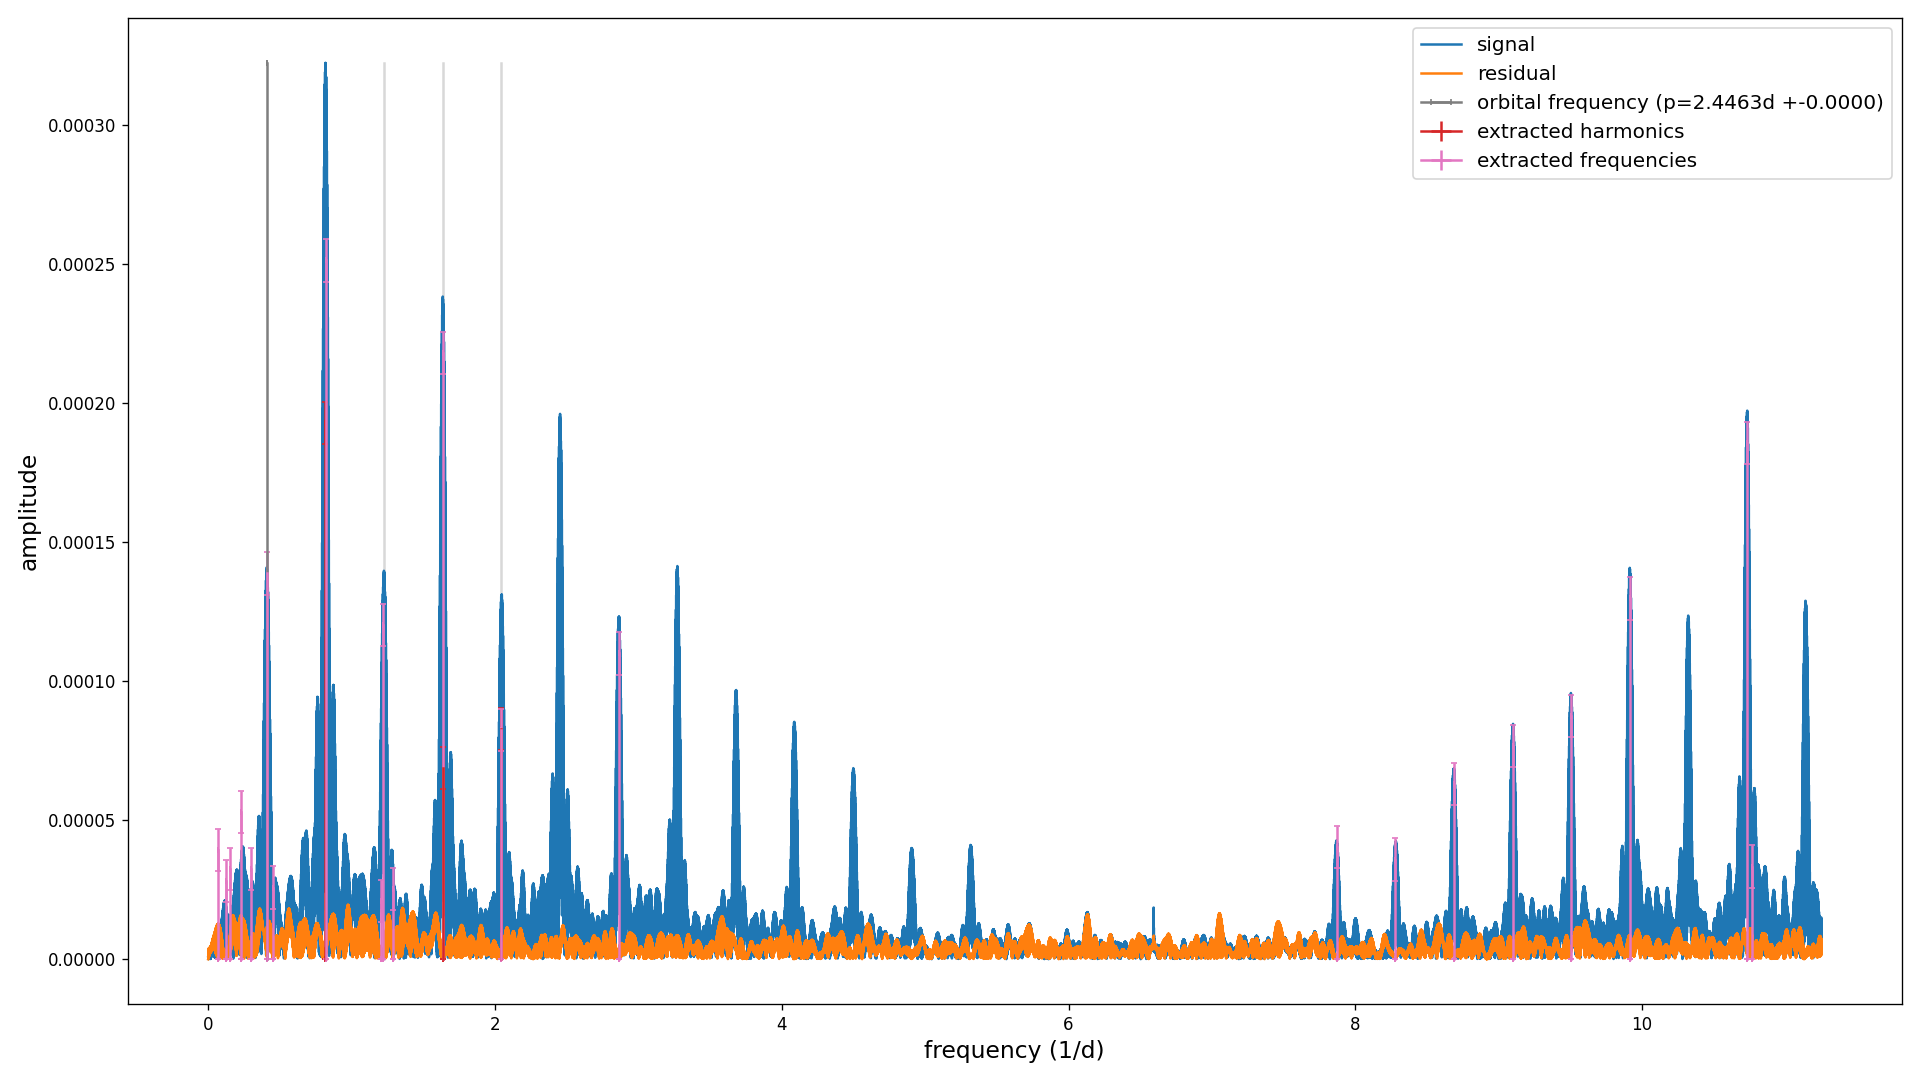 signal
residual
orbital frequency (p=2.4463d +-0.0000)
extracted harmonics
extracted frequencies
amplitude
0.00030
0.00025
0.00020
0.00015
0.00010
0.00005
0.00000
0 2 4 6 8 10
frequency (1/d)